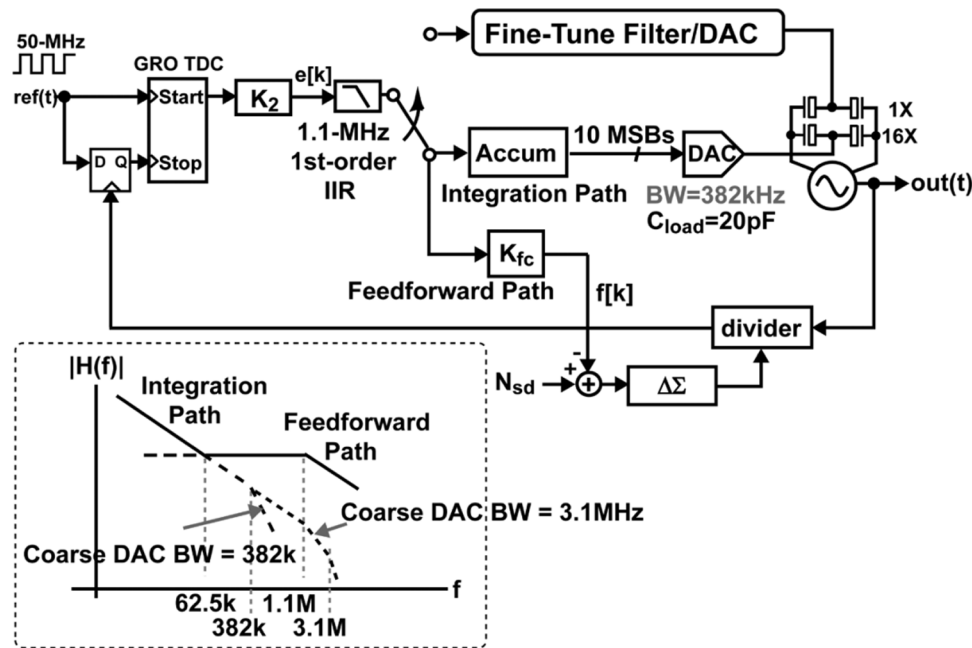 Fine-Tune Filter/DAC
50-MHz
ref(t)
GRO TDC
Start
Stop
D Q
K2
e[k]
1.1-MHz
1st-order
IIR
Accum
Integration Path
10 MSBs
DAC
BW=382kHz
Cload=20pF
1X
16X
out(t)
Kfc
Feedforward Path
f[k]
divider
Nsd
+
-
+
ΔΣ
|H(f)|
Integration
Path
Feedforward
Path
Coarse DAC BW = 3.1MHz
Coarse DAC BW = 382k
f
62.5k
1.1M
382k
3.1M